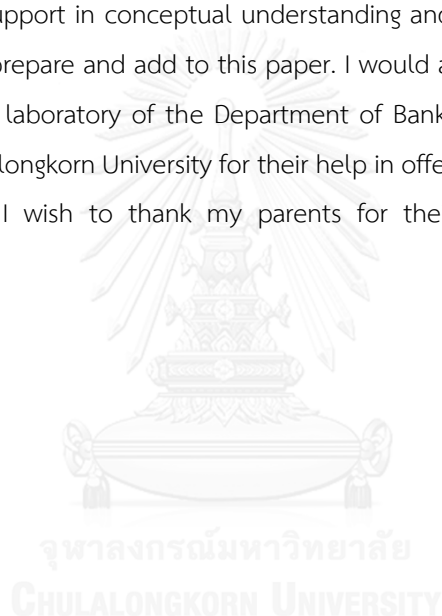 upport in conceptual understanding and
prepare and add to this paper. I would a
laboratory of the Department of Bank
longkorn University for their help in offe
I wish to thank my parents for the
จุฬาลงกรณ์มหาวิทยาลัย
CHULALONGKORN UNIVERSITY